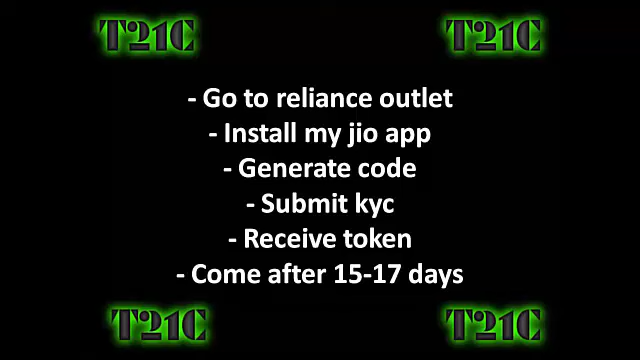 T21C T21C
- Go to reliance outlet
- Install my jio app
- Generate code
- Submit kyc
- Receive token
- Come after 15-17 days
T21C T21C